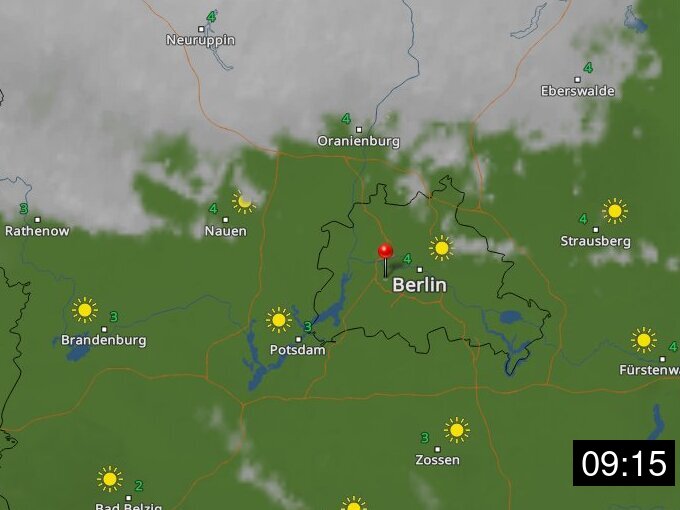 4
Neuruppin
4
Eberswalde
4
Oranienburg
3
Rathenow
4
Nauen
4
Strausberg
4
Berlin
3
Brandenburg
3
Potsdam
4
Fürstenwa
3
Zossen
09:15
2
Bad Belzig